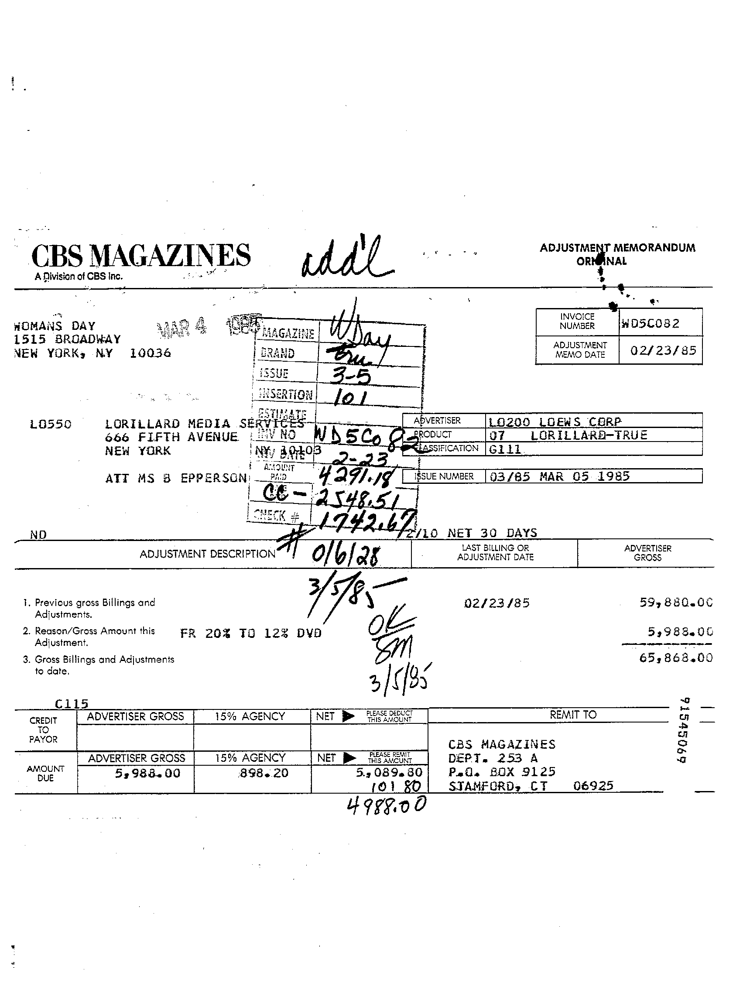 CBS MAGAZINES
A Division of CBS Inc.
add'l
ADJUSTMENT MEMORANDUM
ORIGINAL
WOMANS DAY
1515 BROADWAY
NEW YORK, NY 10036
MAR 4 1985
INVOICE NUMBER WD5C082
ADJUSTMENT MEMO DATE 02/23/85
MAGAZINE WDay
BRAND
ISSUE 3-5
INSERTION 101
ESTIMATE
INV NO WD5Co82
INV DATE 2-23
AMOUNT PAID 4291.18
CC - 2548.51
CHECK # 1742.67
L0550 LORILLARD MEDIA SERVICES
666 FIFTH AVENUE
NEW YORK NY 10103
ATT MS B EPPERSON
ADVERTISER L0200 LOEWS CORP
PRODUCT 07 LORILLARD-TRUE
CLASSIFICATION G111
ISSUE NUMBER 03/85 MAR 05 1985
ND 2/10 NET 30 DAYS
ADJUSTMENT DESCRIPTION LAST BILLING OR ADJUSTMENT DATE ADVERTISER GROSS
# 0/6/28
3/5/85
1. Previous gross Billings and Adjustments. 02/23/85 59,880.00
2. Reason/Gross Amount this Adjustment. FR 20% TO 12% DVD 5,988.00
3. Gross Billings and Adjustments to date. 65,868.00
OK
SM
3/5/85
C115
CREDIT TO PAYOR ADVERTISER GROSS 15% AGENCY NET PLEASE DEDUCT THIS AMOUNT
AMOUNT DUE ADVERTISER GROSS 15% AGENCY NET PLEASE REMIT THIS AMOUNT
5,988.00 898.20 5,089.80
101 80
4988.00
REMIT TO
CBS MAGAZINES
DEPT. 253 A
P.O. BOX 9125
STAMFORD, CT 06925
91545069